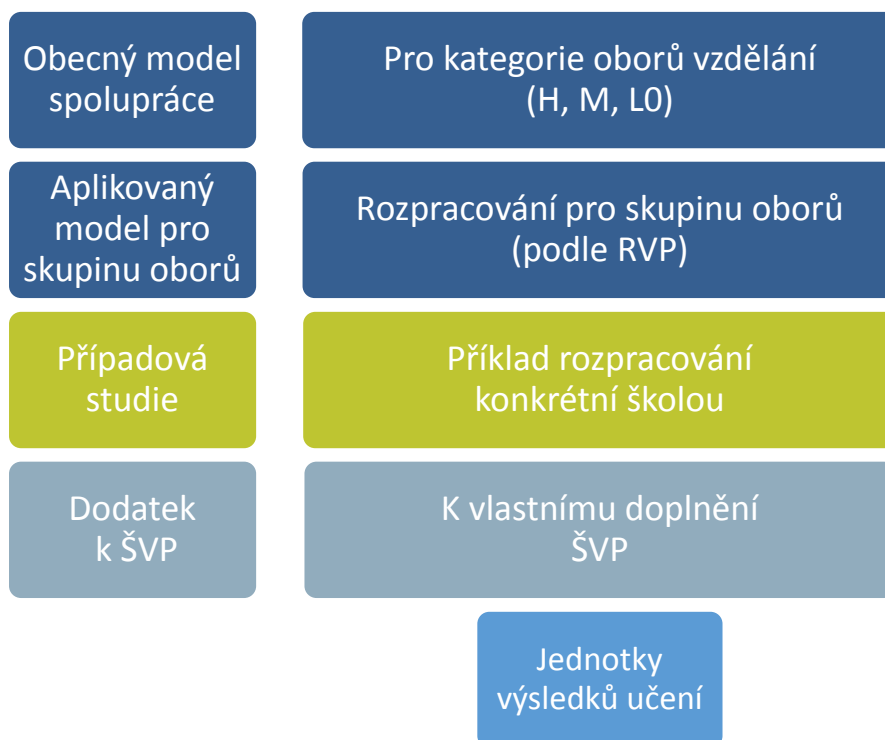 Obecný model
spolupráce
Pro kategorie oborů vzdělání
(H, M, L0)
Aplikovaný
model pro
skupinu oborů
Rozpracování pro skupinu oborů
(podle RVP)
Případová
studie
Příklad rozpracování
konkrétní školou
Dodatek
k ŠVP
K vlastnímu doplnění
ŠVP
Jednotky
výsledků učení